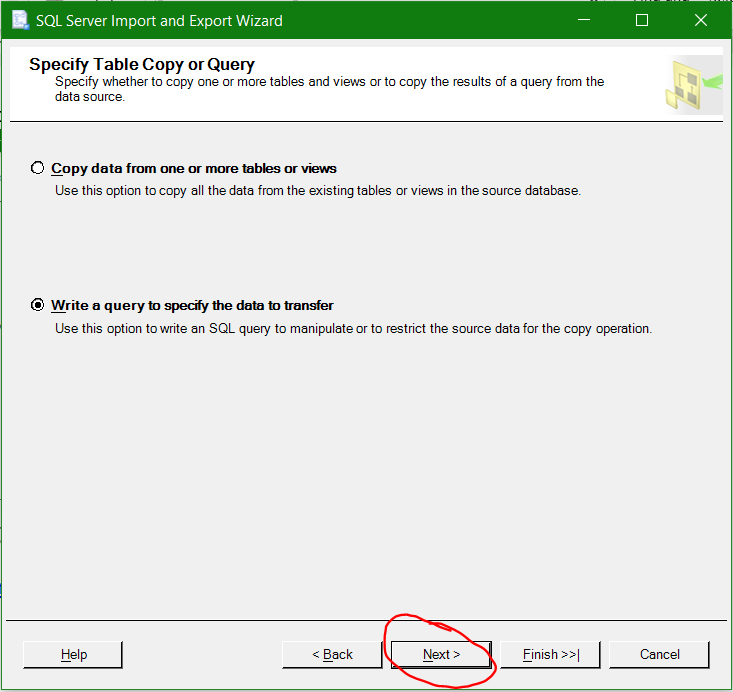 SQL Server Import and Export Wizard
Specify Table Copy or Query
Specify whether to copy one or more tables and views or to copy the results of a query from the
data source.
Copy data from one or more tables or views
Use this option to copy all the data from the existing tables or views in the source database.
Write a query to specify the data to transfer
Use this option to write an SQL query to manipulate or to restrict the source data for the copy operation.
Help
< Back
Next >
Finish >>|
Cancel